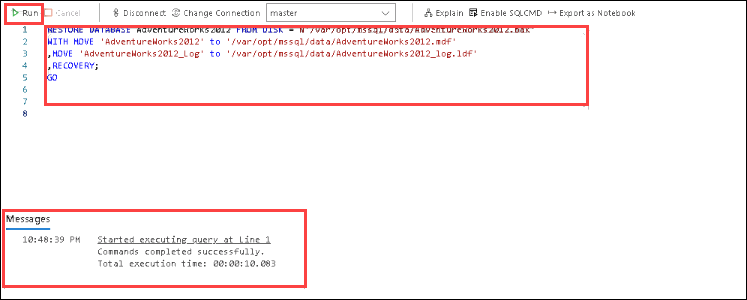 Run Cancel Disconnect Change Connection master Explain Enable SQLCMD Export as Notebook
1 RESTORE DATABASE AdventureWorks2012 FROM DISK = N'/var/opt/mssql/data/AdventureWorks2012.bak'
2 WITH MOVE 'AdventureWorks2012' to '/var/opt/mssql/data/AdventureWorks2012.mdf'
3 ,MOVE 'AdventureWorks2012_Log' to '/var/opt/mssql/data/AdventureWorks2012_log.ldf'
4 ,RECOVERY;
5 GO
6
7
8
Messages
10:48:39 PM Started executing query at Line 1
Commands completed successfully.
Total execution time: 00:00:10.083